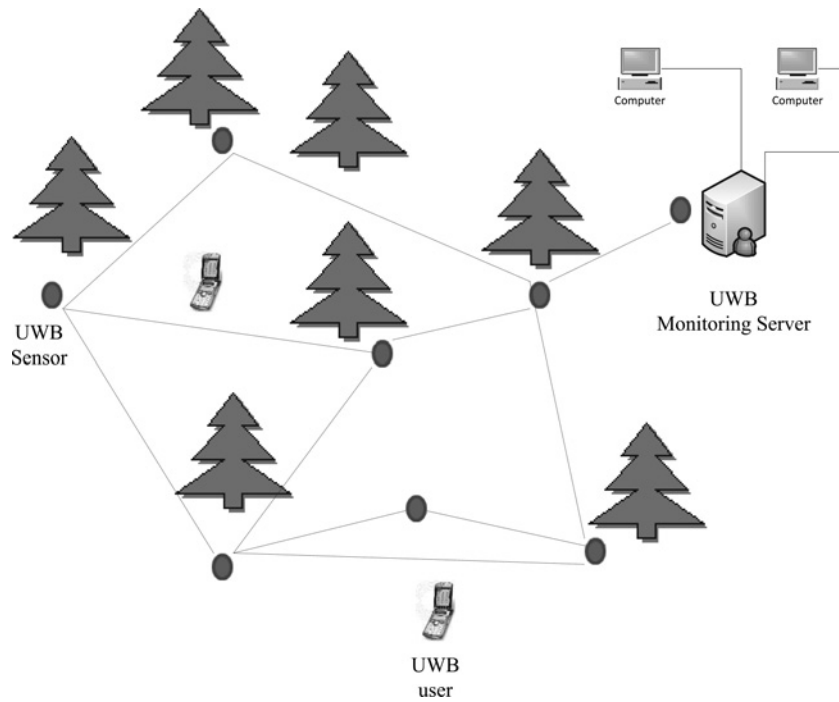 Computer
Computer
UWB
Monitoring Server
UWB
Sensor
UWB
user